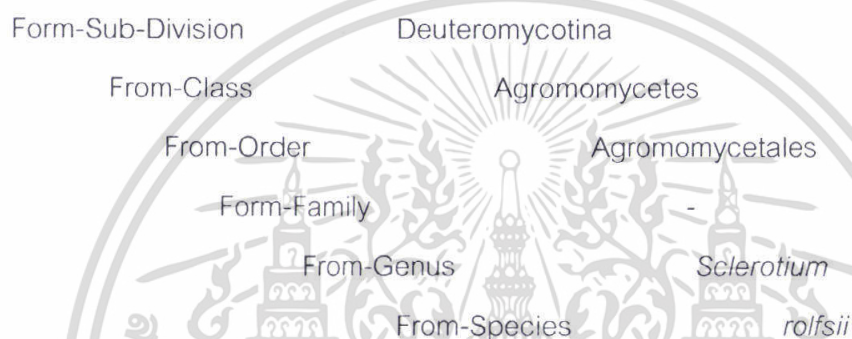 Form-Sub-Division Deuteromycotina
From-Class Agromomycetes
From-Order Agromomycetales
Form-Family -
From-Genus Sclerotium
From-Species rolfsii